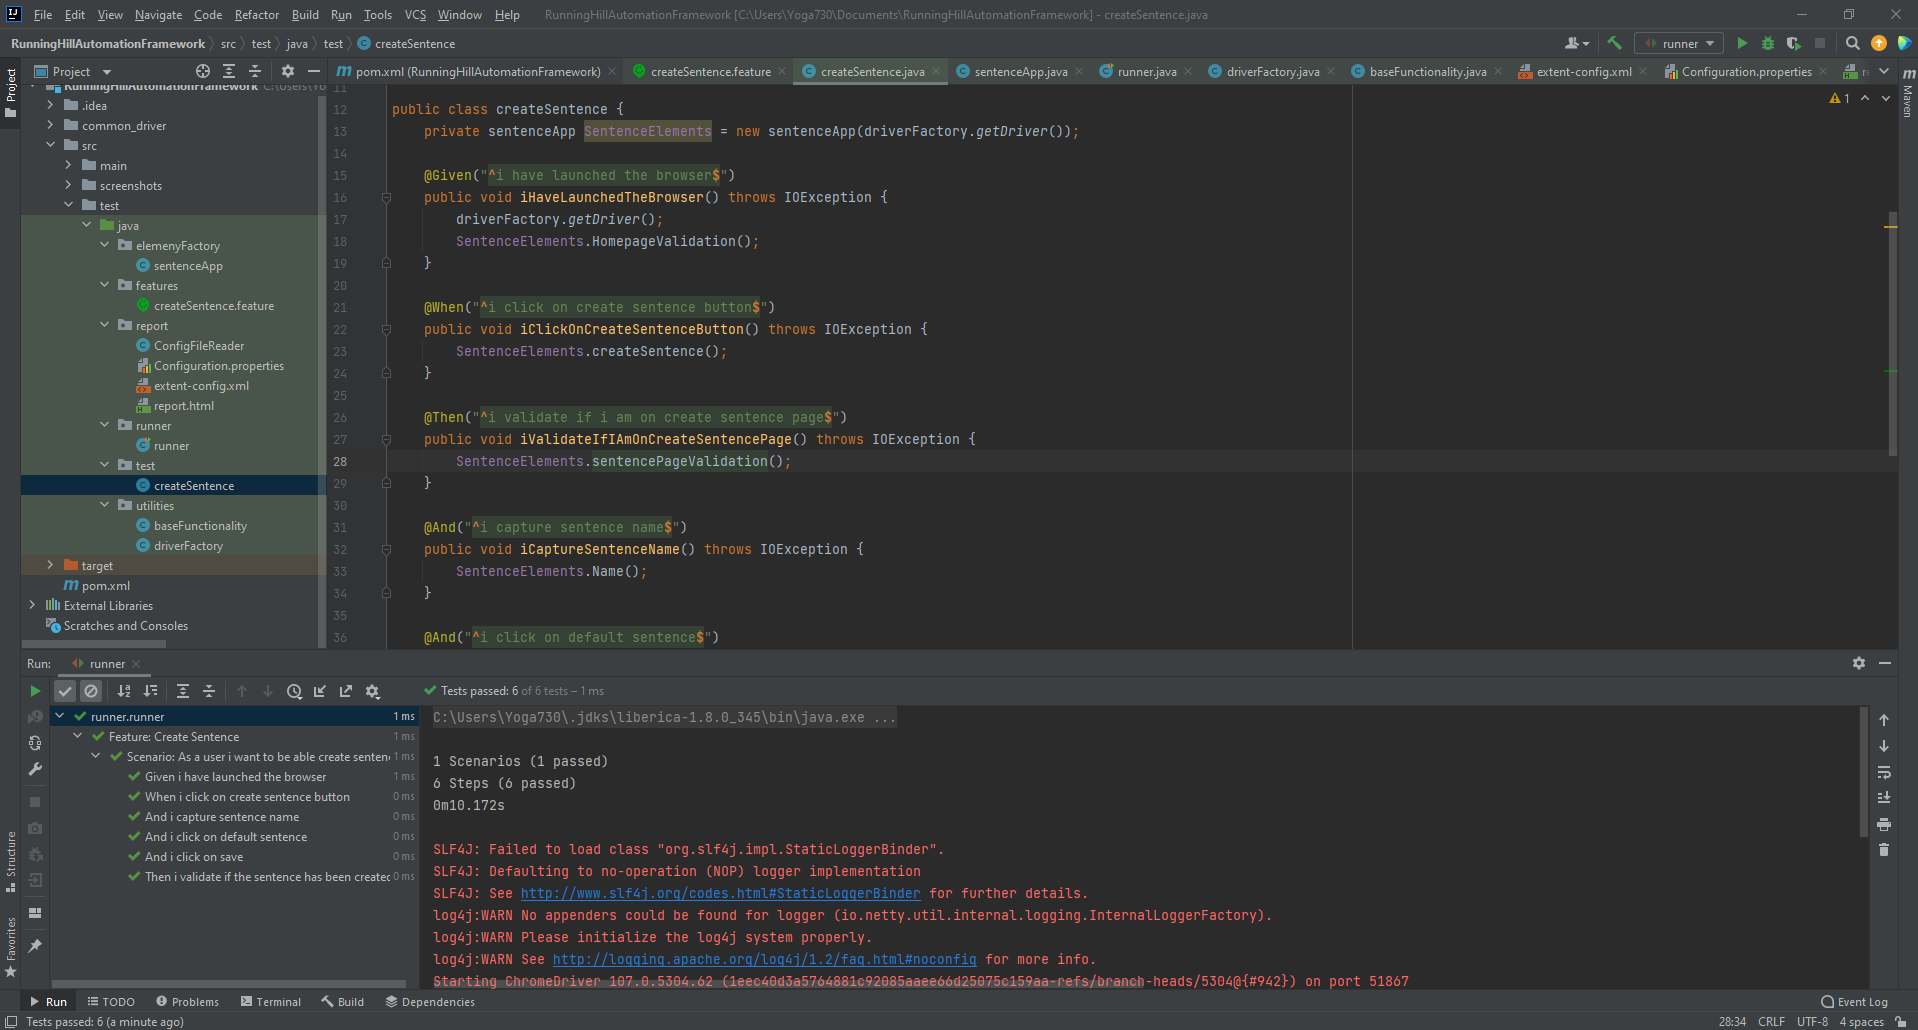 File Edit View Navigate Code Refactor Build Run Tools VCS Window Help RunningHillAutomationFramework [C:\Users\Yoga730\Documents\RunningHillAutomationFramework] - createSentence.java
RunningHillAutomationFramework src test java test createSentence
runner
Project
pom.xml (RunningHillAutomationFramework) createSentence.feature createSentence.java sentenceApp.java runner.java driverFactory.java baseFunctionality.java extent-config.xml Configuration.properties
Project
Maven
RunningHillAutomationFramework
.idea
common_driver
src
main
screenshots
test
java
elemenyFactory
sentenceApp
features
createSentence.feature
report
ConfigFileReader
Configuration.properties
extent-config.xml
report.html
runner
runner
test
createSentence
utilities
baseFunctionality
driverFactory
target
pom.xml
External Libraries
Scratches and Consoles
1
11
12 public class createSentence {
13 private sentenceApp SentenceElements = new sentenceApp(driverFactory.getDriver());
14
15 @Given("^i have launched the browser$")
16 public void iHaveLaunchedTheBrowser() throws IOException {
17 driverFactory.getDriver();
18 SentenceElements.HomepageValidation();
19 }
20
21 @When("^i click on create sentence button$")
22 public void iClickOnCreateSentenceButton() throws IOException {
23 SentenceElements.createSentence();
24 }
25
26 @Then("^i validate if i am on create sentence page$")
27 public void iValidateIfIAmOnCreateSentencePage() throws IOException {
28 SentenceElements.sentencePageValidation();
29 }
30
31 @And("^i capture sentence name$")
32 public void iCaptureSentenceName() throws IOException {
33 SentenceElements.Name();
34 }
35
36 @And("^i click on default sentence$")
Run: runner
Tests passed: 6 of 6 tests – 1 ms
runner.runner 1 ms
Feature: Create Sentence 1 ms
Scenario: As a user i want to be able create senten 1 ms
Given i have launched the browser 1 ms
When i click on create sentence button 0 ms
And i capture sentence name 0 ms
And i click on default sentence 0 ms
And i click on save 0 ms
Then i validate if the sentence has been created 0 ms
C:\Users\Yoga730\.jdks\liberica-1.8.0_345\bin\java.exe ...
1 Scenarios (1 passed)
6 Steps (6 passed)
0m10.172s
SLF4J: Failed to load class "org.slf4j.impl.StaticLoggerBinder".
SLF4J: Defaulting to no-operation (NOP) logger implementation
SLF4J: See http://www.slf4j.org/codes.html#StaticLoggerBinder for further details.
log4j:WARN No appenders could be found for logger (io.netty.util.internal.logging.InternalLoggerFactory).
log4j:WARN Please initialize the log4j system properly.
log4j:WARN See http://logging.apache.org/log4j/1.2/faq.html#noconfig for more info.
Starting ChromeDriver 107.0.5304.62 (1eec40d3a5764881c92085aaee66d25075c159aa-refs/branch-heads/5304@{#942}) on port 51867
Structure
Favorites
Run TODO Problems Terminal Build Dependencies Event Log
Tests passed: 6 (a minute ago) 28:34 CRLF UTF-8 4 spaces